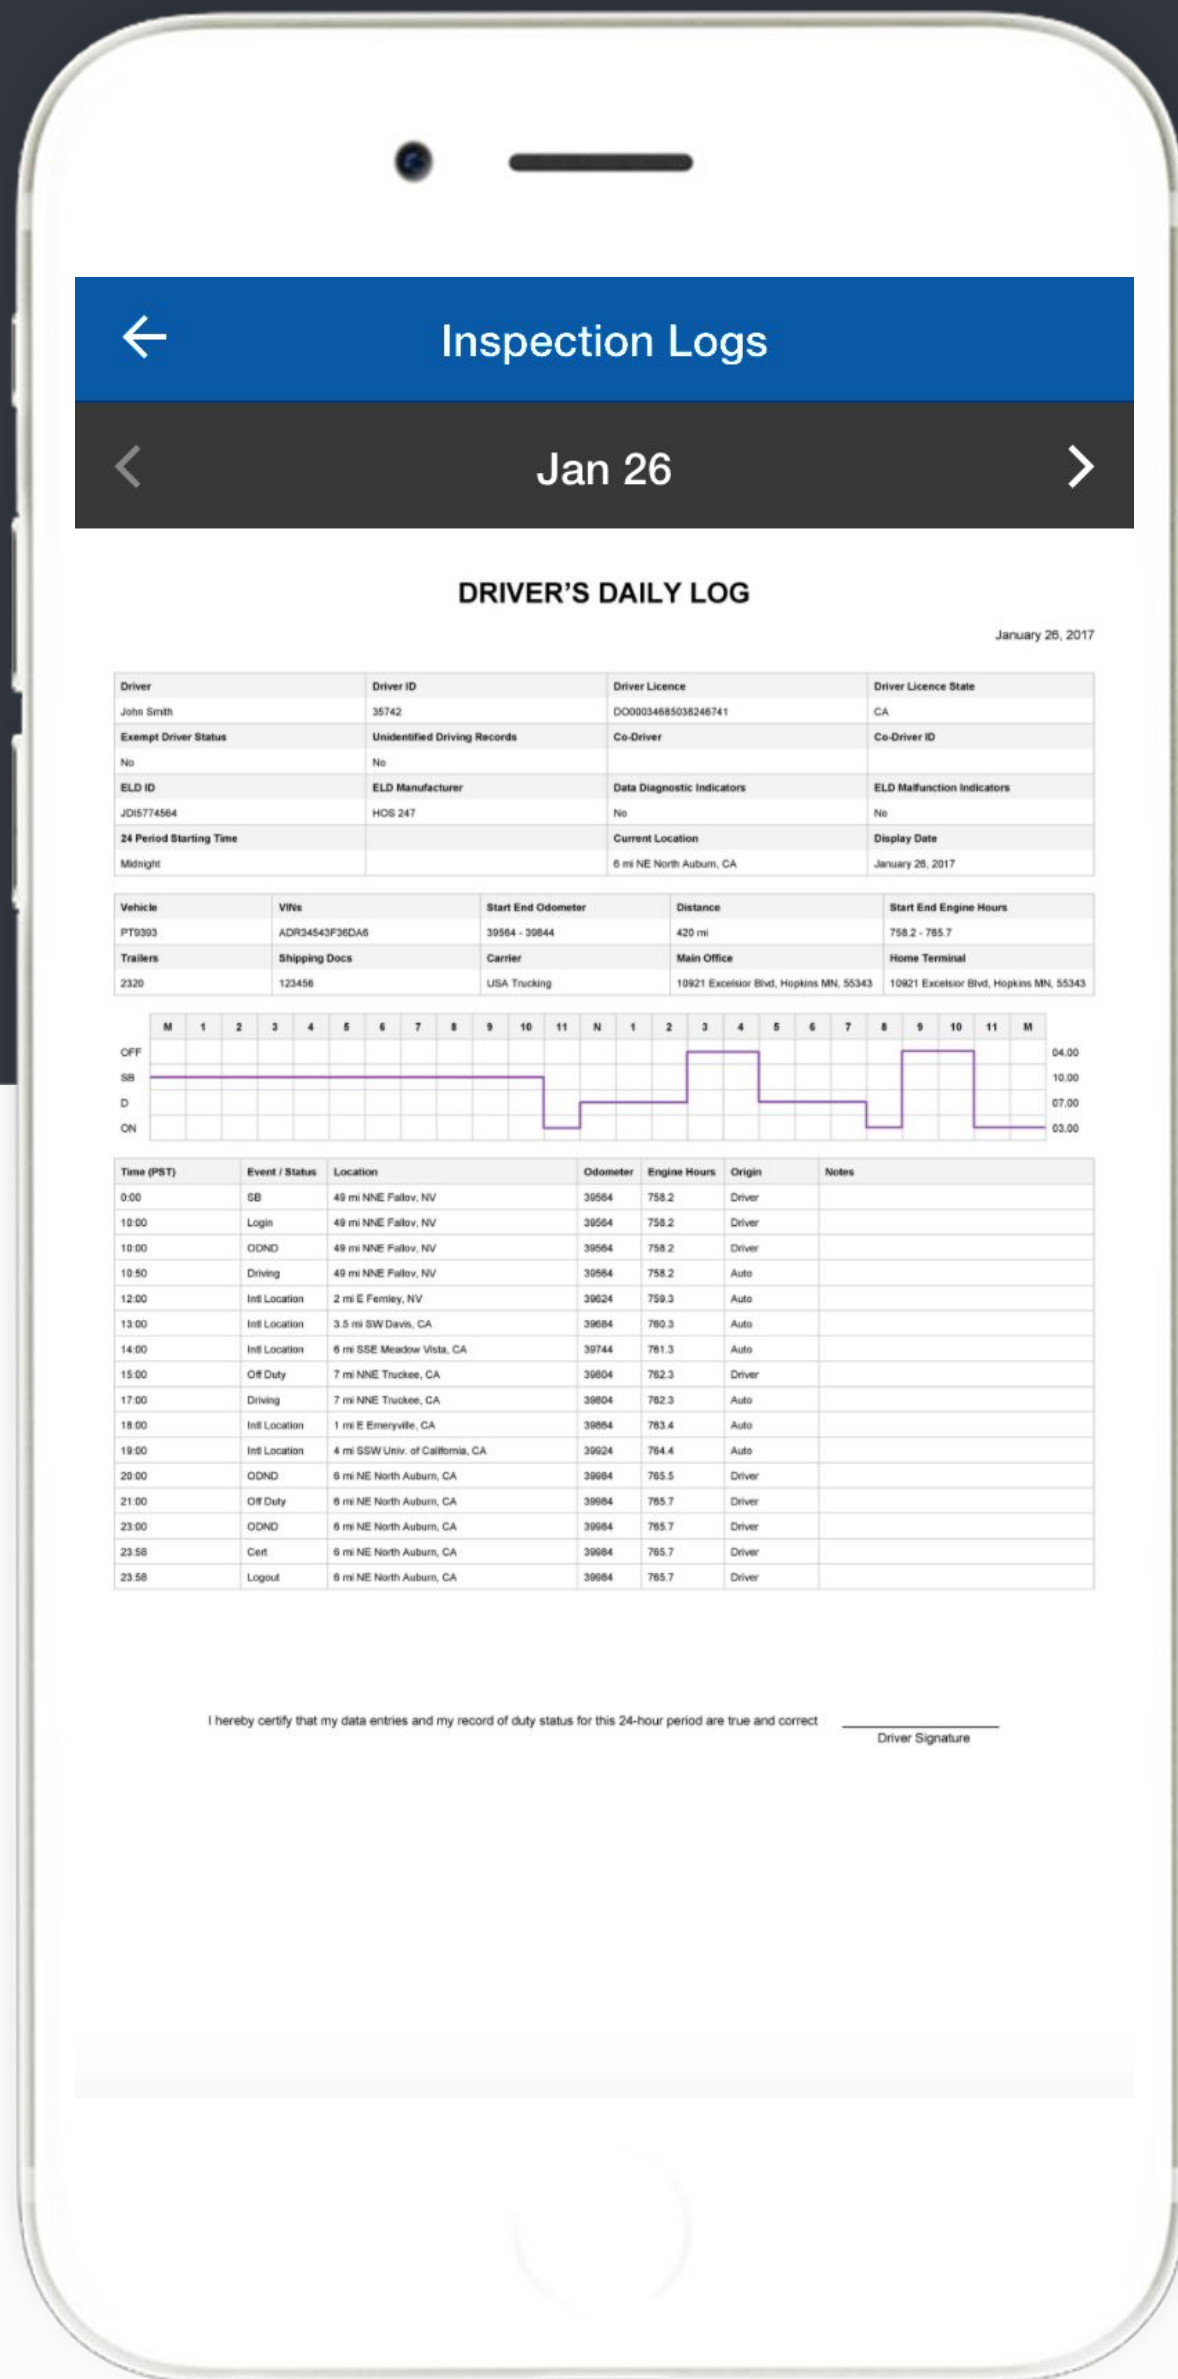 Inspection Logs
Jan 26
DRIVER'S DAILY LOG
January 26, 2017
Driver Driver ID Driver Licence Driver Licence State
John Smith 35742 DO00034685038246741 CA
Exempt Driver Status Unidentified Driving Records Co-Driver Co-Driver ID
No No
ELD ID ELD Manufacturer Data Diagnostic Indicators ELD Malfunction Indicators
JDI5774564 HOS 247 No No
24 Period Starting Time Current Location Display Date
Midnight 6 mi NE North Auburn, CA January 26, 2017
Vehicle VINs Start End Odometer Distance Start End Engine Hours
PT9393 ADR34543F36DA6 39564 - 39844 420 mi 758.2 - 765.7
Trailers Shipping Docs Carrier Main Office Home Terminal
2320 123456 USA Trucking 10921 Excelsior Blvd, Hopkins MN, 55343 10921 Excelsior Blvd, Hopkins MN, 55343
M 1 2 3 4 5 6 7 8 9 10 11 N 1 2 3 4 5 6 7 8 9 10 11 M
OFF 04.00
SB 10.00
D 07.00
ON 03.00
Time (PST) Event / Status Location Odometer Engine Hours Origin Notes
0:00 SB 49 mi NNE Fallov, NV 39564 758.2 Driver
10:00 Login 49 mi NNE Fallov, NV 39564 758.2 Driver
10:00 ODND 49 mi NNE Fallov, NV 39564 758.2 Driver
10:50 Driving 49 mi NNE Fallov, NV 39564 758.2 Auto
12:00 Intl Location 2 mi E Fernley, NV 39624 759.3 Auto
13:00 Intl Location 3.5 mi SW Davis, CA 39684 760.3 Auto
14:00 Intl Location 6 mi SSE Meadow Vista, CA 39744 761.3 Auto
15:00 Off Duty 7 mi NNE Truckee, CA 39804 762.3 Driver
17:00 Driving 7 mi NNE Truckee, CA 39804 762.3 Auto
18:00 Intl Location 1 mi E Emeryville, CA 39864 763.4 Auto
19:00 Intl Location 4 mi SSW Univ. of California, CA 39924 764.4 Auto
20:00 ODND 6 mi NE North Auburn, CA 39984 765.5 Driver
21:00 Off Duty 6 mi NE North Auburn, CA 39984 765.7 Driver
23:00 ODND 6 mi NE North Auburn, CA 39984 765.7 Driver
23:58 Cert 6 mi NE North Auburn, CA 39984 765.7 Driver
23:58 Logout 6 mi NE North Auburn, CA 39984 765.7 Driver
I hereby certify that my data entries and my record of duty status for this 24-hour period are true and correct
Driver Signature